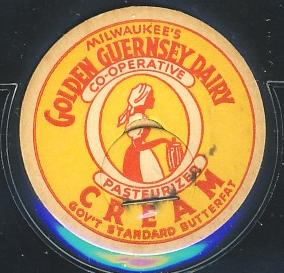 MILWAUKEE'S
GOLDEN GUERNSEY DAIRY
CO-OPERATIVE
PASTEURIZED
CREAM
GOV'T STANDARD BUTTERFAT